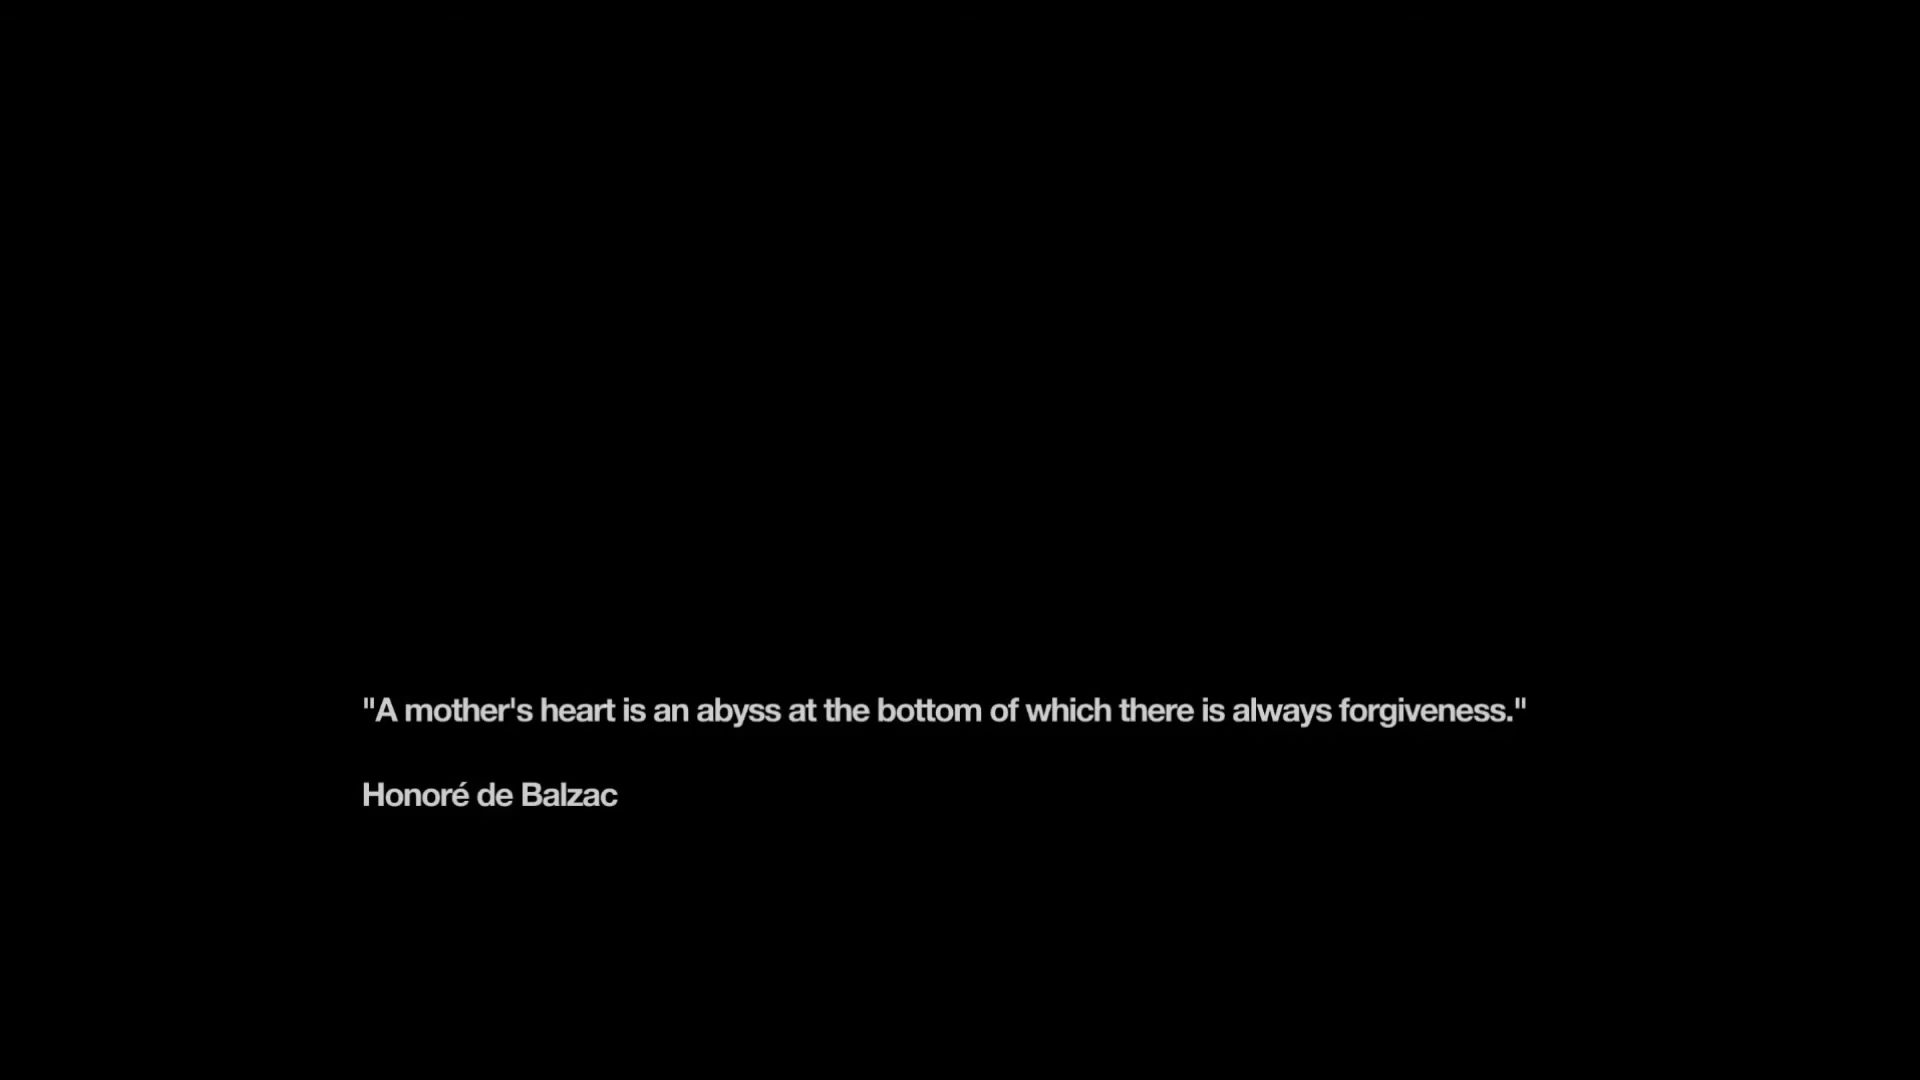 "A mother's heart is an abyss at the bottom of which there is always forgiveness."
Honoré de Balzac